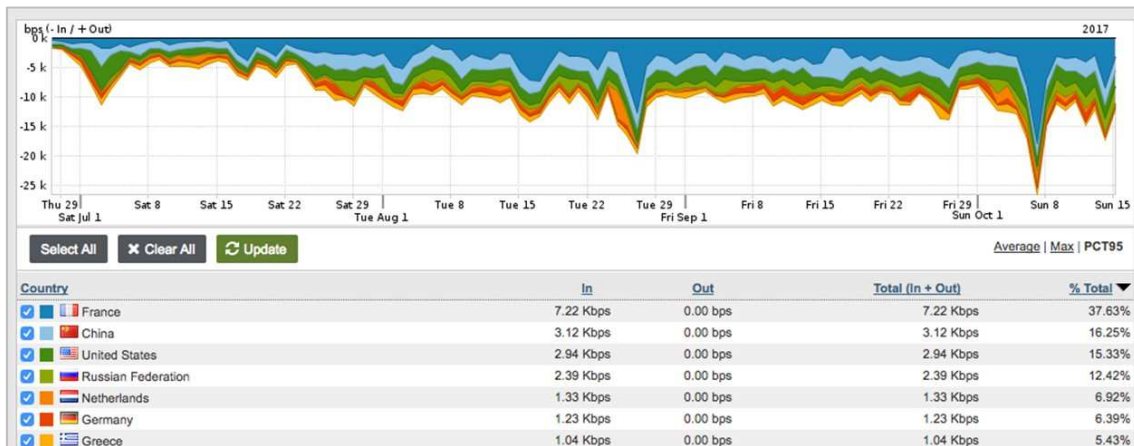 bps (- In / + Out) 2017
0 k
-5 k
-10 k
-15 k
-20 k
-25 k
Thu 29 Sat 8 Sat 15 Sat 22 Sat 29 Tue 8 Tue 15 Tue 22 Tue 29 Fri 8 Fri 15 Fri 22 Fri 29 Sun 8 Sun 15
Sat Jul 1 Tue Aug 1 Fri Sep 1 Sun Oct 1
Select All Clear All Update Average | Max | PCT95
Country In Out Total (In + Out) % Total
France 7.22 Kbps 0.00 bps 7.22 Kbps 37.63%
China 3.12 Kbps 0.00 bps 3.12 Kbps 16.25%
United States 2.94 Kbps 0.00 bps 2.94 Kbps 15.33%
Russian Federation 2.39 Kbps 0.00 bps 2.39 Kbps 12.42%
Netherlands 1.33 Kbps 0.00 bps 1.33 Kbps 6.92%
Germany 1.23 Kbps 0.00 bps 1.23 Kbps 6.39%
Greece 1.04 Kbps 0.00 bps 1.04 Kbps 5.43%